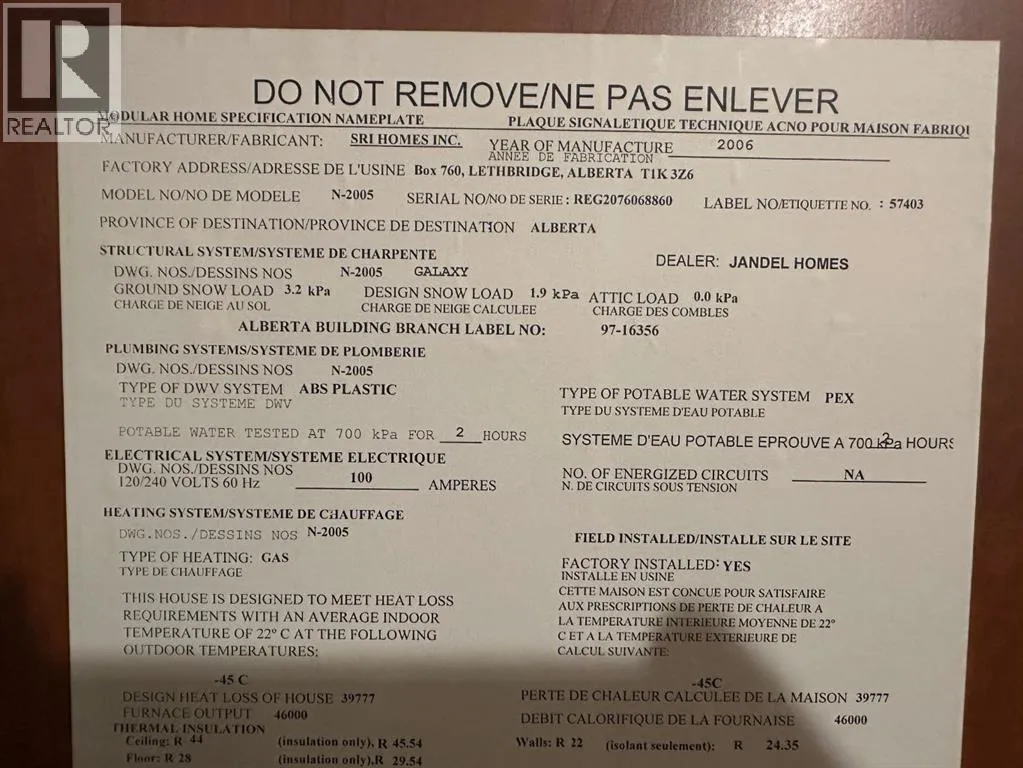 REALTOR
DO NOT REMOVE/NE PAS ENLEVER
MODULAR HOME SPECIFICATION NAMEPLATE PLAQUE SIGNALETIQUE TECHNIQUE ACNO POUR MAISON FABRIQU
MANUFACTURER/FABRICANT: SRI HOMES INC. YEAR OF MANUFACTURE 2006
ANNEE DE FABRICATION
FACTORY ADDRESS/ADRESSE DE L'USINE Box 760, LETHBRIDGE, ALBERTA T1K 3Z6
MODEL NO/NO DE MODELE N-2005 SERIAL NO/NO DE SERIE : REG2076068860 LABEL NO/ETIQUETTE NO. : 57403
PROVINCE OF DESTINATION/PROVINCE DE DESTINATION ALBERTA
STRUCTURAL SYSTEM/SYSTEME DE CHARPENTE
DEALER: JANDEL HOMES
DWG. NOS./DESSINS NOS N-2005 GALAXY
GROUND SNOW LOAD 3.2 kPa DESIGN SNOW LOAD 1.9 kPa ATTIC LOAD 0.0 kPa
CHARGE DE NEIGE AU SOL CHARGE DE NEIGE CALCULEE CHARGE DES COMBLES
ALBERTA BUILDING BRANCH LABEL NO: 97-16356
PLUMBING SYSTEMS/SYSTEME DE PLOMBERIE
DWG. NOS./DESSINS NOS N-2005
TYPE OF DWV SYSTEM ABS PLASTIC TYPE OF POTABLE WATER SYSTEM PEX
TYPE DU SYSTEME DWV TYPE DU SYSTEME D'EAU POTABLE
POTABLE WATER TESTED AT 700 kPa FOR 2 HOURS SYSTEME D'EAU POTABLE EPROUVE A 700 kPa 2 HOURS
ELECTRICAL SYSTEM/SYSTEME ELECTRIQUE
DWG. NOS./DESSINS NOS NO. OF ENERGIZED CIRCUITS NA
120/240 VOLTS 60 Hz 100 AMPERES N. DE CIRCUITS SOUS TENSION
HEATING SYSTEM/SYSTEME DE CHAUFFAGE
DWG.NOS./DESSINS NOS N-2005 FIELD INSTALLED/INSTALLE SUR LE SITE
TYPE OF HEATING: GAS FACTORY INSTALLED: YES
TYPE DE CHAUFFAGE INSTALLE EN USINE
THIS HOUSE IS DESIGNED TO MEET HEAT LOSS
REQUIREMENTS WITH AN AVERAGE INDOOR
TEMPERATURE OF 22º C AT THE FOLLOWING
OUTDOOR TEMPERATURES:
CETTE MAISON EST CONCUE POUR SATISFAIRE
AUX PRESCRIPTIONS DE PERTE DE CHALEUR A
LA TEMPERATURE INTERIEURE MOYENNE DE 22º
C ET A LA TEMPERATURE EXTERIEURE DE
CALCUL SUIVANTE:
-45 C -45C
DESIGN HEAT LOSS OF HOUSE 39777 PERTE DE CHALEUR CALCULEE DE LA MAISON 39777
FURNACE OUTPUT 46000 DEBIT CALORIFIQUE DE LA FOURNAISE 46000
THERMAL INSULATION
Ceiling: R 44 (insulation only), R 45.54 Walls: R 22 (isolant seulement): R 24.35
Floor: R 28 (insulation only),R 29.54